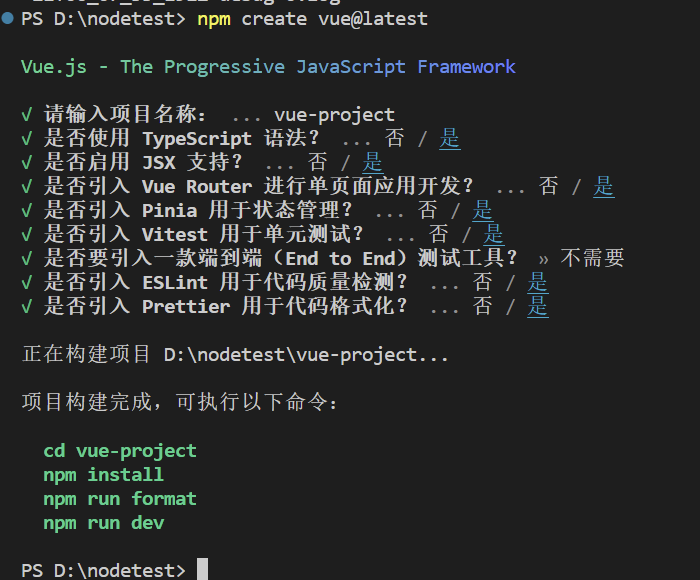 PS D:\nodetest> npm create vue@latest
Vue.js - The Progressive JavaScript Framework
√ 请输入项目名称： ... vue-project
√ 是否使用 TypeScript 语法？ ... 否 / 是
√ 是否启用 JSX 支持？ ... 否 / 是
√ 是否引入 Vue Router 进行单页面应用开发？ ... 否 / 是
√ 是否引入 Pinia 用于状态管理？ ... 否 / 是
√ 是否引入 Vitest 用于单元测试？ ... 否 / 是
√ 是否要引入一款端到端（End to End）测试工具？ » 不需要
√ 是否引入 ESLint 用于代码质量检测？ ... 否 / 是
√ 是否引入 Prettier 用于代码格式化？ ... 否 / 是
正在构建项目 D:\nodetest\vue-project...
项目构建完成，可执行以下命令：
cd vue-project
npm install
npm run format
npm run dev
PS D:\nodetest>